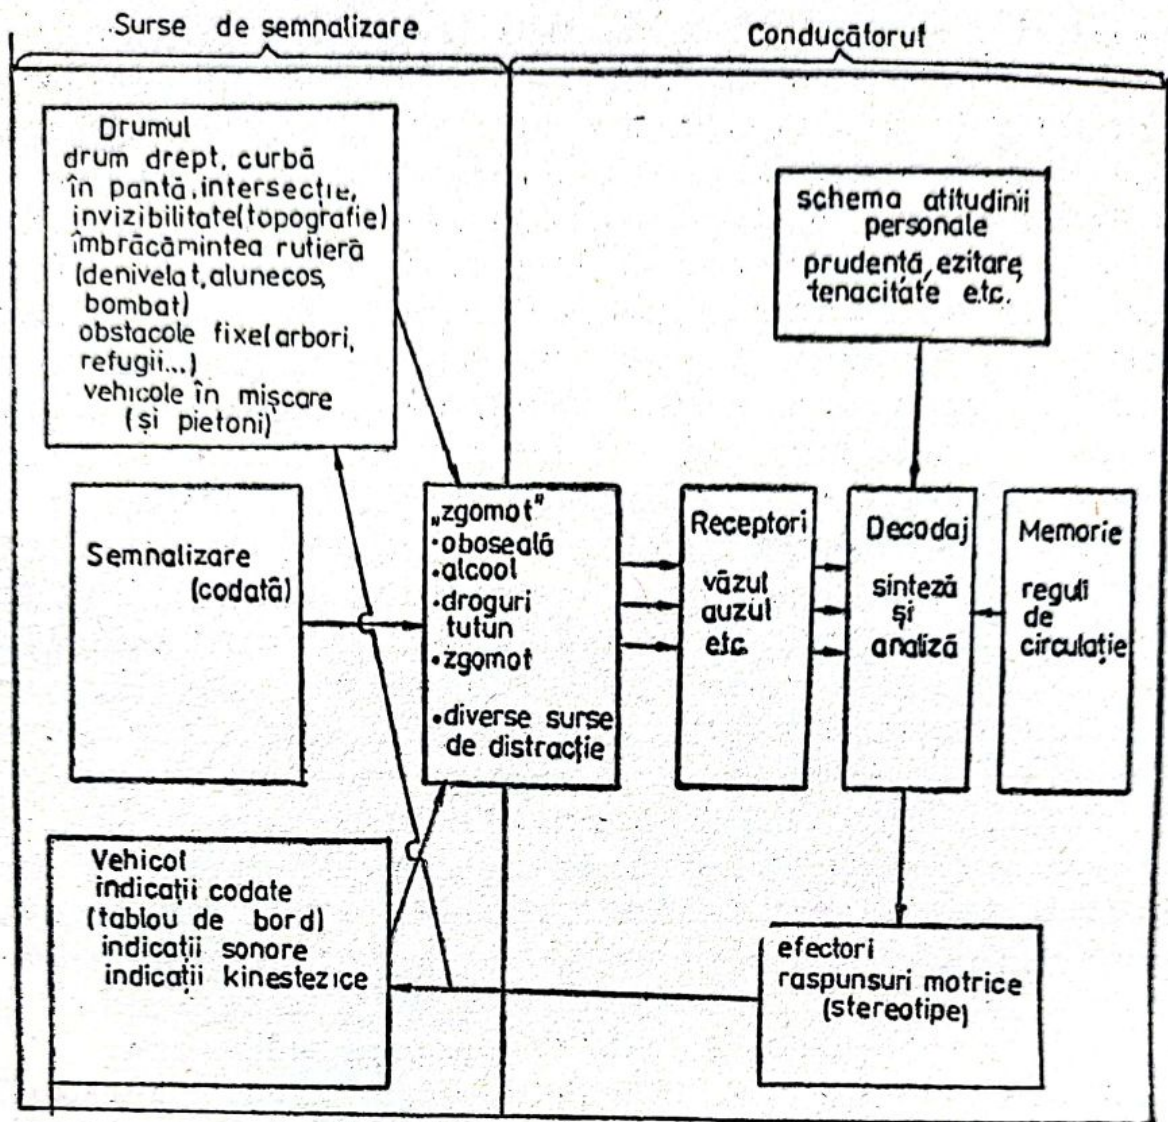 Surse de semnalizare
Conducătorul
Drumul
drum drept, curbă
în pantă, intersecție,
invizibilitate(topografie)
îmbrăcămintea rutieră
(denivelat, alunecos,
bombat)
obstacole fixe(arbori,
refugii...)
vehicole în mișcare
(și pietoni)
schema atitudinii
personale
prudență, ezitare,
tenacitate etc.
Semnalizare
(codată)
„zgomot"
•oboseală
•alcool
•droguri
tutun
•zgomot
•diverse surse
de distracție
Receptori
văzul
auzul
etc.
Decodaj
sinteză
și
analiză
Memorie
reguli
de
circulație
Vehicol
indicații codate
(tablou de bord)
indicații sonore
indicații kinestezice
efectori
raspunsuri motrice
(stereotipe)